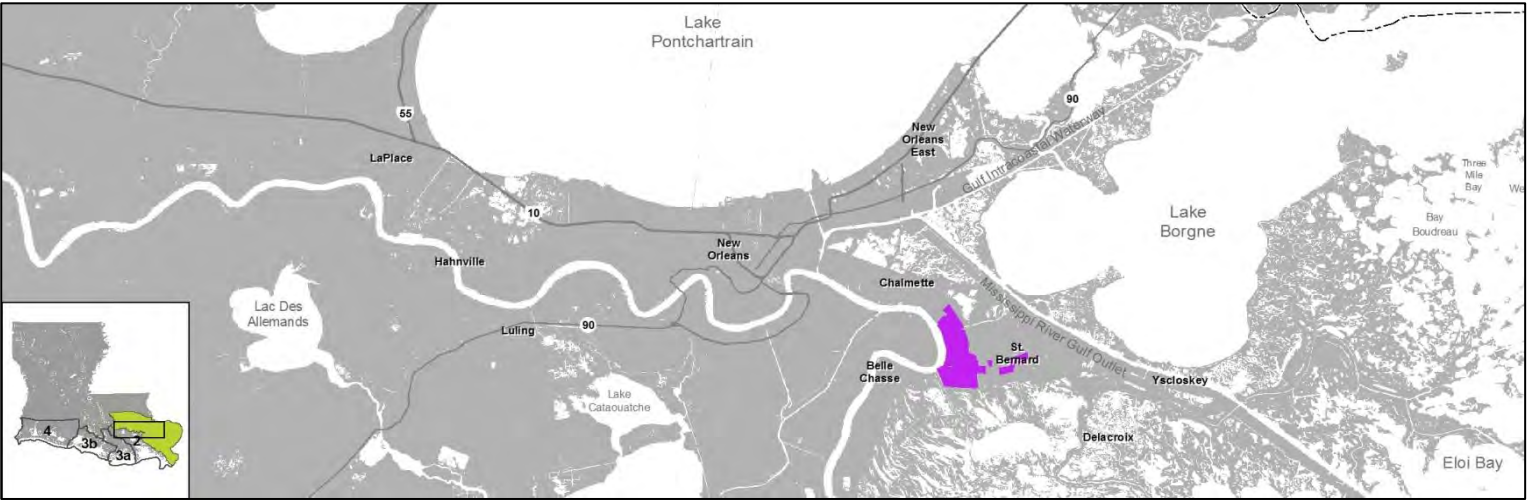 Lake
Pontchartrain
55
90
New
Orleans
East
LaPlace
Gulf Intracoastal Waterway
Three
Mile
Bay
We
10
Lake
Borgne
Bay
Boudreau
New
Orleans
Hahnville
Chalmette
Mississippi River Gulf Outlet
Lac Des
Allemands
Luling
90
St.
Bernard
Belle
Chasse
Yscloskey
Lake
Cataouatche
Delacroix
Eloi Bay
4
3b
2
3a